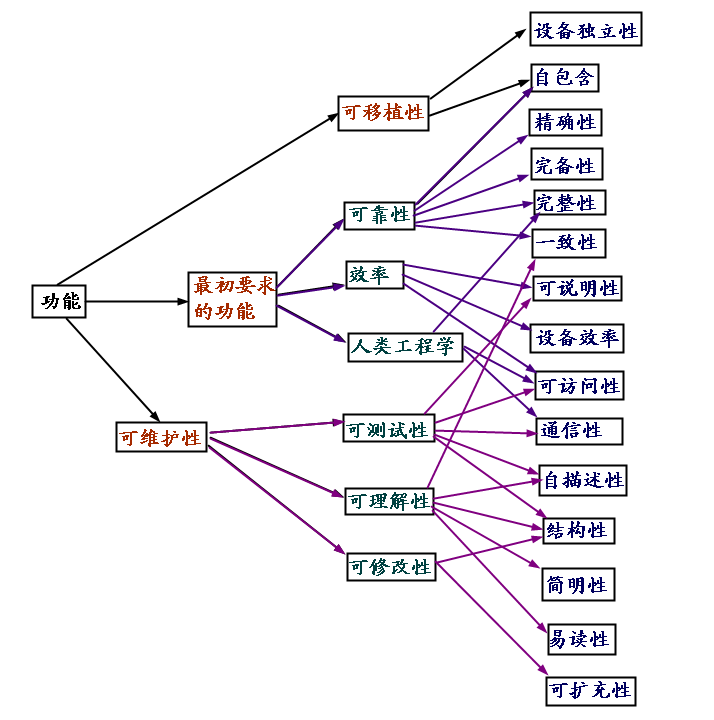 功能
可移植性
最初要求
的功能
可维护性
可靠性
效率
人类工程学
可测试性
可理解性
可修改性
设备独立性
自包含
精确性
完备性
完整性
一致性
可说明性
设备效率
可访问性
通信性
自描述性
结构性
简明性
易读性
可扩充性